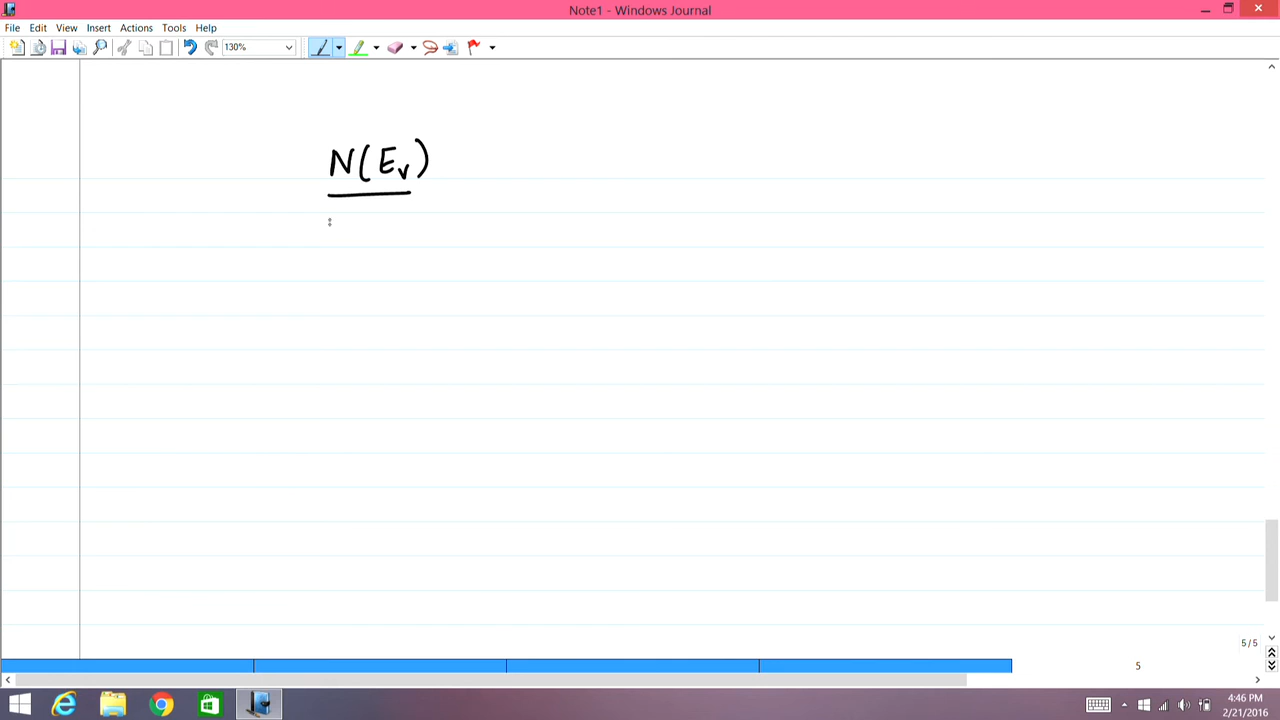 Note1 - Windows Journal
File Edit View Insert Actions Tools Help
130%
N(Ev)
5 / 5
5
4:46 PM
2/21/2016